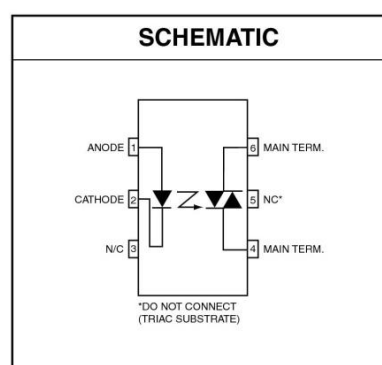 SCHEMATIC
ANODE 1
6 MAIN TERM.
CATHODE 2
5 NC*
N/C 3
4 MAIN TERM.
*DO NOT CONNECT
(TRIAC SUBSTRATE)